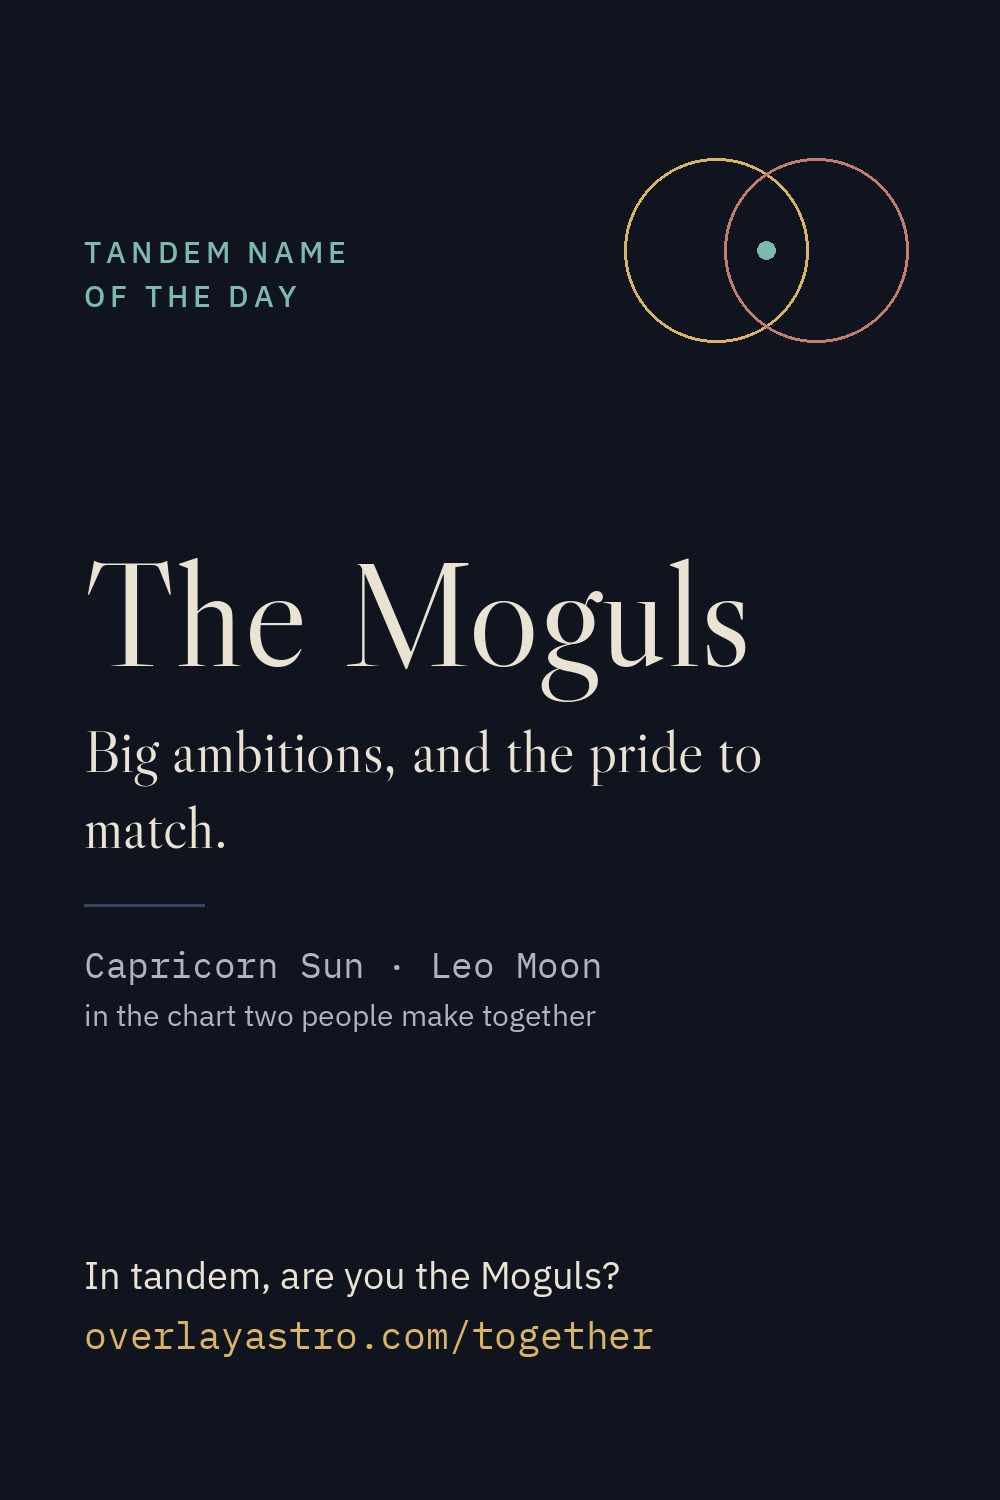 TANDEM NAME
OF THE DAY
The Moguls
Big ambitions, and the pride to
match.
Capricorn Sun · Leo Moon
in the chart two people make together
In tandem, are you the Moguls?
overlayastro.com/together